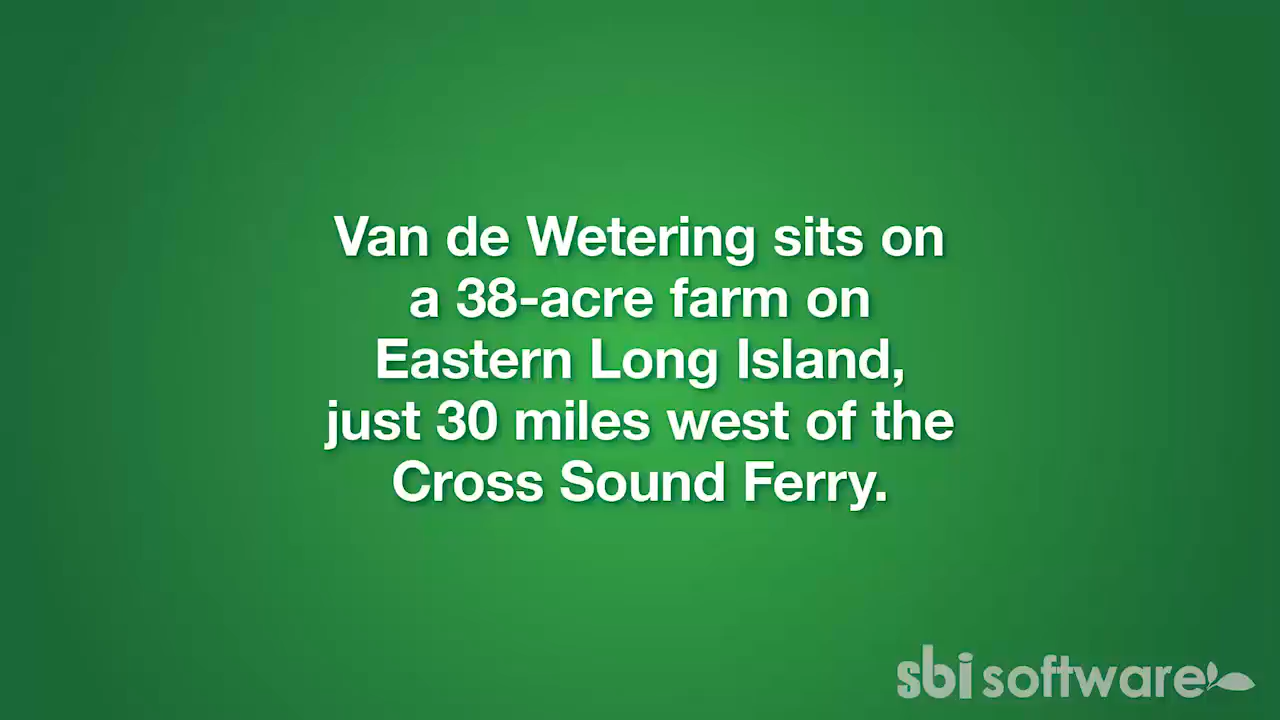 Van de Wetering sits on
a 38-acre farm on
Eastern Long Island,
just 30 miles west of the
Cross Sound Ferry.
sbi software